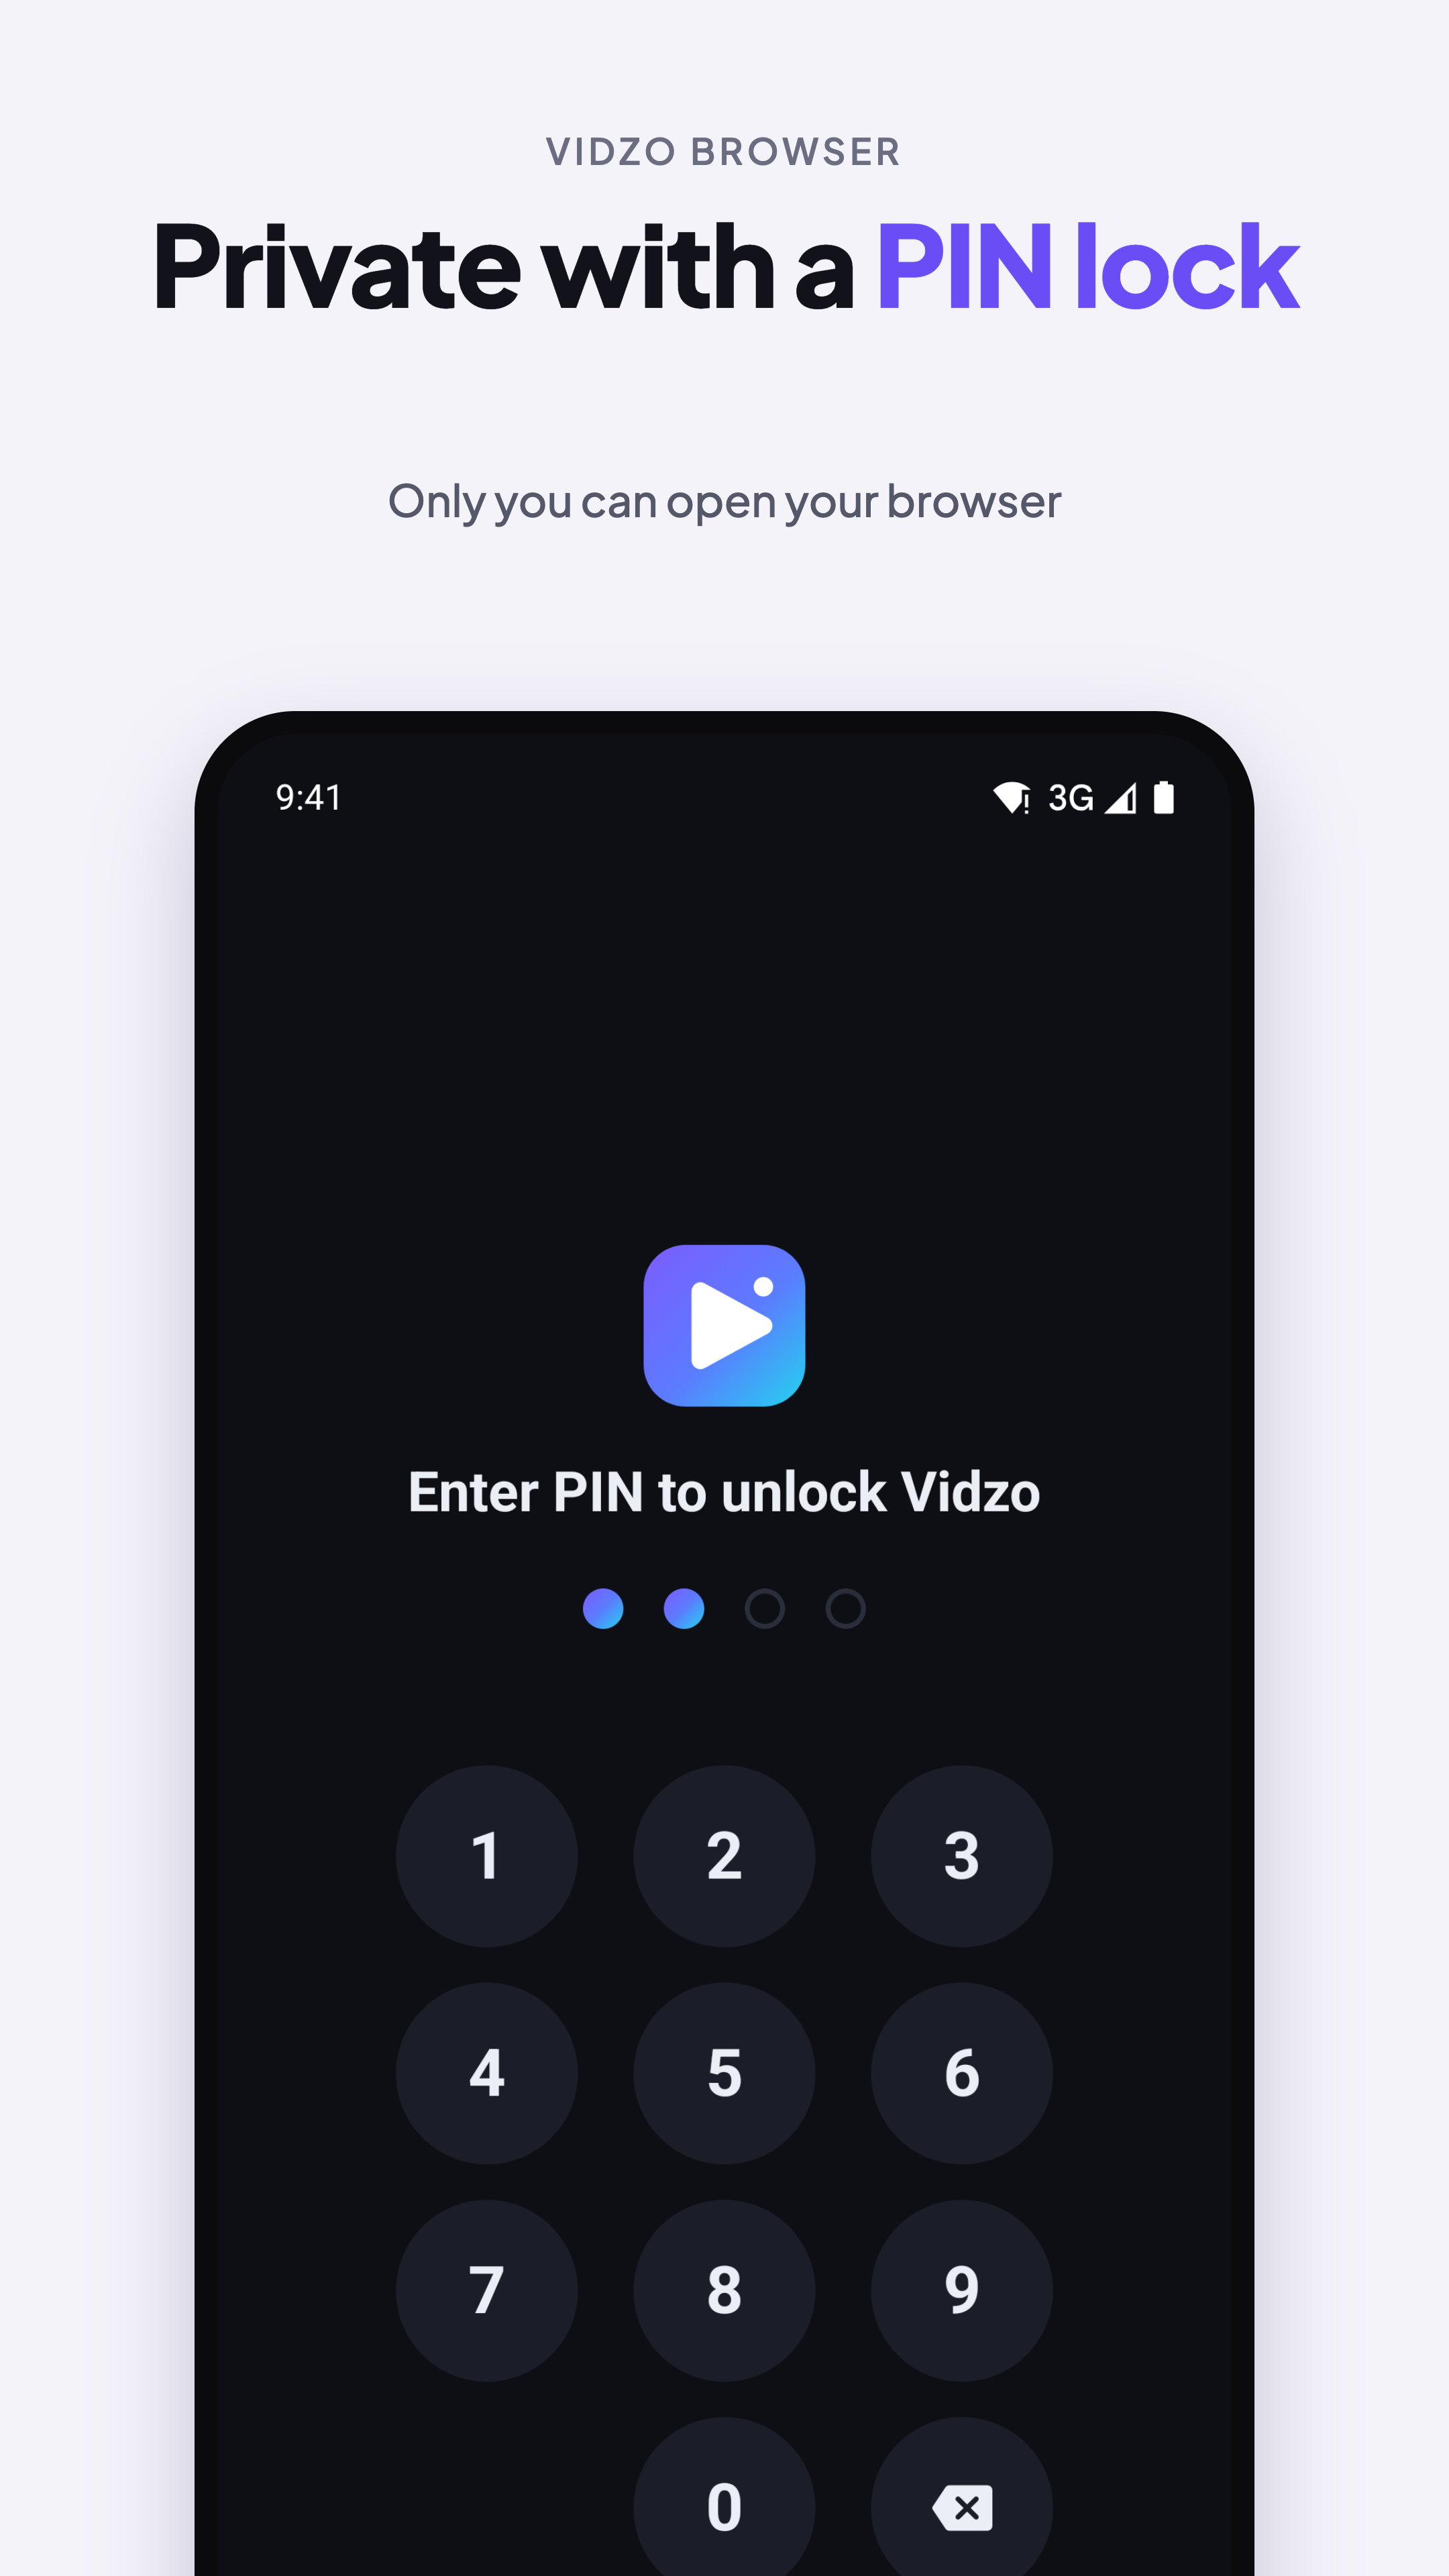 VIDZO BROWSER
Private with a PIN lock
Only you can open your browser
9:41 3G
Enter PIN to unlock Vidzo
1 2 3
4 5 6
7 8 9
0